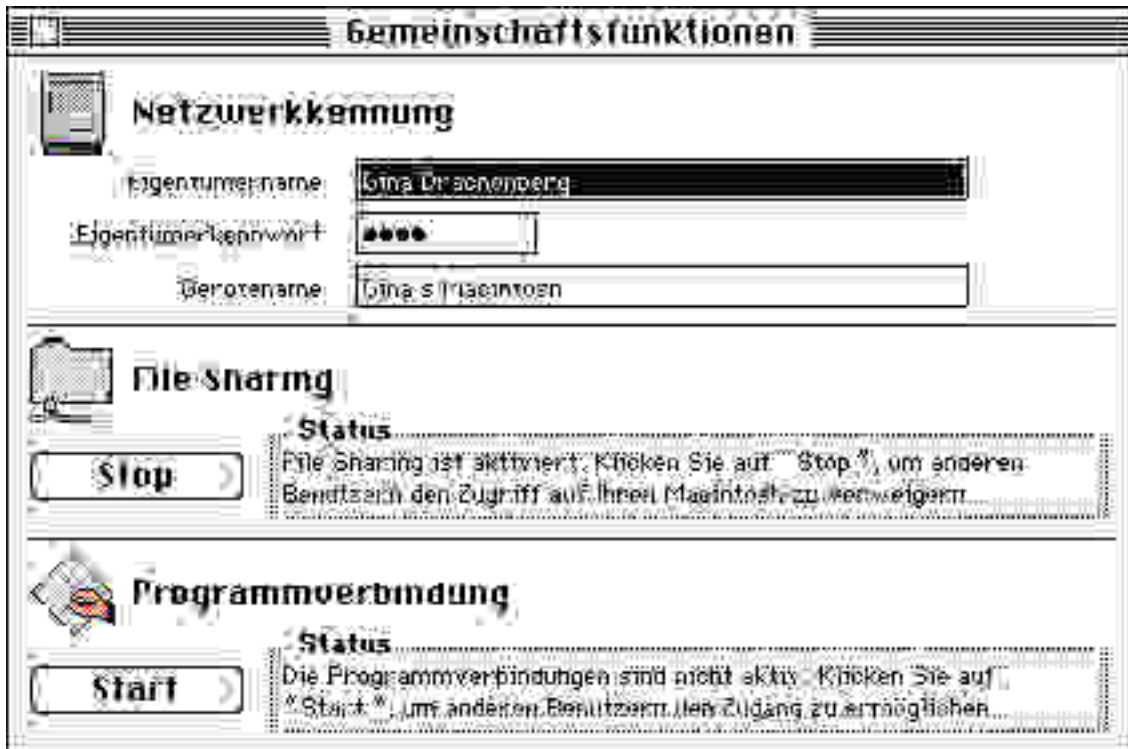 Gemeinschaftsfunktionen
Netzwerkkennung
Eigentümername
Gina Drachenberg
Eigentümerkennwort
••••
Gerätename
Gina's Macintosh
File Sharing
Status
Stop
File Sharing ist aktiviert. Klicken Sie auf "Stop", um anderen
Benutzern den Zugriff auf Ihren Macintosh zu verweigern.
Programmverbindung
Status
Start
Die Programmverbindungen sind nicht aktiv. Klicken Sie auf
"Start", um anderen Benutzern den Zugang zu ermöglichen.